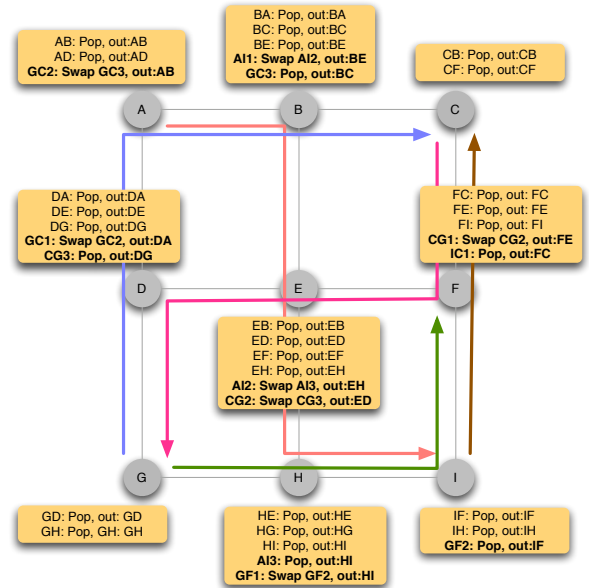 AB: Pop, out:AB
AD: Pop, out:AD
GC2: Swap GC3, out:AB
BA: Pop, out:BA
BC: Pop, out:BC
BE: Pop, out:BE
AI1: Swap AI2, out:BE
GC3: Pop, out:BC
CB: Pop, out:CB
CF: Pop, out:CF
A
B
C
DA: Pop, out:DA
DE: Pop, out:DE
DG: Pop, out:DG
GC1: Swap GC2, out:DA
CG3: Pop, out:DG
FC: Pop, out: FC
FE: Pop, out: FE
FI: Pop, out: FI
CG1: Swap CG2, out:FE
IC1: Pop, out:FC
D
E
F
EB: Pop, out:EB
ED: Pop, out:ED
EF: Pop, out:EF
EH: Pop, out:EH
AI2: Swap AI3, out:EH
CG2: Swap CG3, out:ED
G
H
I
GD: Pop, out: GD
GH: Pop, GH: GH
HE: Pop, out:HE
HG: Pop, out:HG
HI: Pop, out:HI
AI3: Pop, out:HI
GF1: Swap GF2, out:HI
IF: Pop, out:IF
IH: Pop, out:IH
GF2: Pop, out:IF